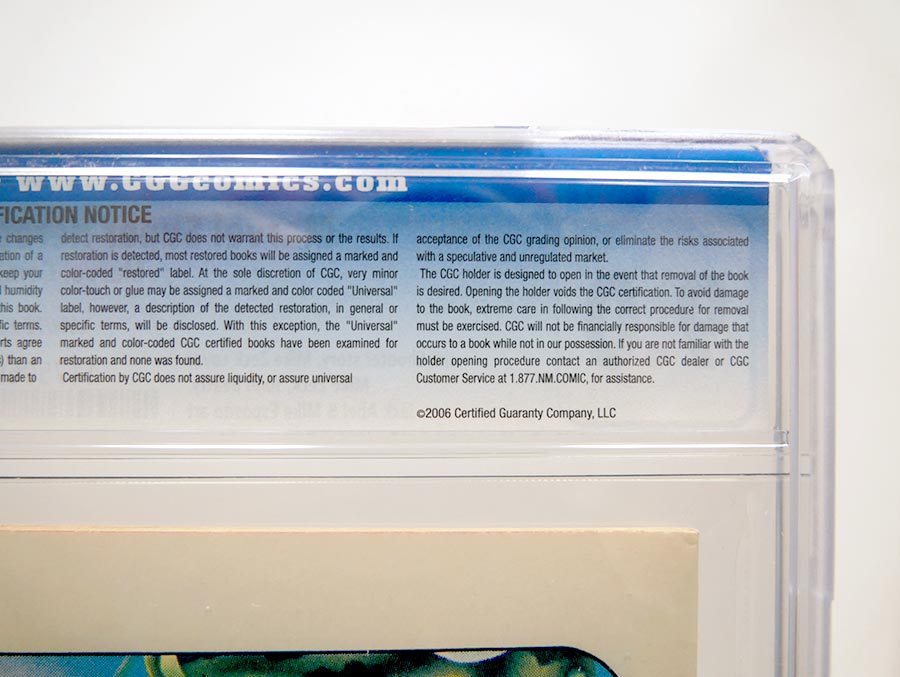 www.CGCcomics.com
FICATION NOTICE
changes
ation of a
keep your
humidity
this book.
fic terms.
rts agree
) than an
made to
detect restoration, but CGC does not warrant this process or the results. If
restoration is detected, most restored books will be assigned a marked and
color-coded "restored" label. At the sole discretion of CGC, very minor
color-touch or glue may be assigned a marked and color coded "Universal"
label, however, a description of the detected restoration, in general or
specific terms, will be disclosed. With this exception, the "Universal"
marked and color-coded CGC certified books have been examined for
restoration and none was found.
Certification by CGC does not assure liquidity, or assure universal
acceptance of the CGC grading opinion, or eliminate the risks associated
with a speculative and unregulated market.
The CGC holder is designed to open in the event that removal of the book
is desired. Opening the holder voids the CGC certification. To avoid damage
to the book, extreme care in following the correct procedure for removal
must be exercised. CGC will not be financially responsible for damage that
occurs to a book while not in our possession. If you are not familiar with the
holder opening procedure contact an authorized CGC dealer or CGC
Customer Service at 1.877.NM.COMIC, for assistance.
©2006 Certified Guaranty Company, LLC